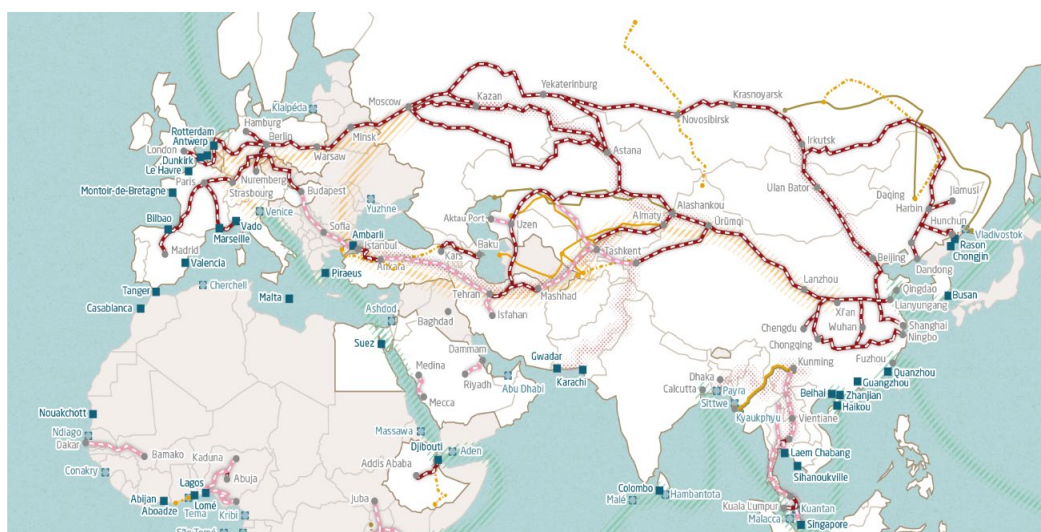 Klaipėda
Hamburg
Rotterdam
Antwerp
London
Berlin
Dunkirk
Le Havre
Paris
Montoir-de-Bretagne
Strasbourg
Nuremberg
Warsaw
Minsk
Moscow
Kazan
Yekaterinburg
Novosibirsk
Krasnoyarsk
Irkutsk
Astana
Ulan Bator
Daqing
Jiamusi
Harbin
Hunchun
Vladivostok
Rason
Chongjin
Budapest
Venice
Yuzhne
Bilbao
Vado
Marseille
Madrid
Valencia
Sofia
Ambarli
Istanbul
Ankara
Kars
Baku
Aktau Port
Uzen
Almaty
Alashankou
Ürümqi
Tashkent
Beijing
Dandong
Qingdao
Busan
Lanzhou
Lianyungang
Xi'an
Tanger
Casablanca
Cherchell
Malta
Piraeus
Tehran
Mashhad
Isfahan
Ashdod
Baghdad
Suez
Chengdu
Wuhan
Shanghai
Ningbo
Chongqing
Medina
Dammam
Riyadh
Mecca
Abu Dhabi
Gwadar
Karachi
Dhaka
Calcutta
Payra
Sittwe
Kyaukphyu
Kunming
Fuzhou
Quanzhou
Guangzhou
Beihai
Zhanjian
Haikou
Nouakchott
Ndiago
Dakar
Bamako
Conakry
Kaduna
Abuja
Massawa
Djibouti
Aden
Addis Ababa
Vientiane
Laem Chabang
Sihanoukville
Colombo
Hambantota
Malé
Lagos
Abijan
Lomé
Aboadze
Tema
Kribi
São Tomé
Juba
Kuala Lumpur
Kuantan
Malacca
Singapore